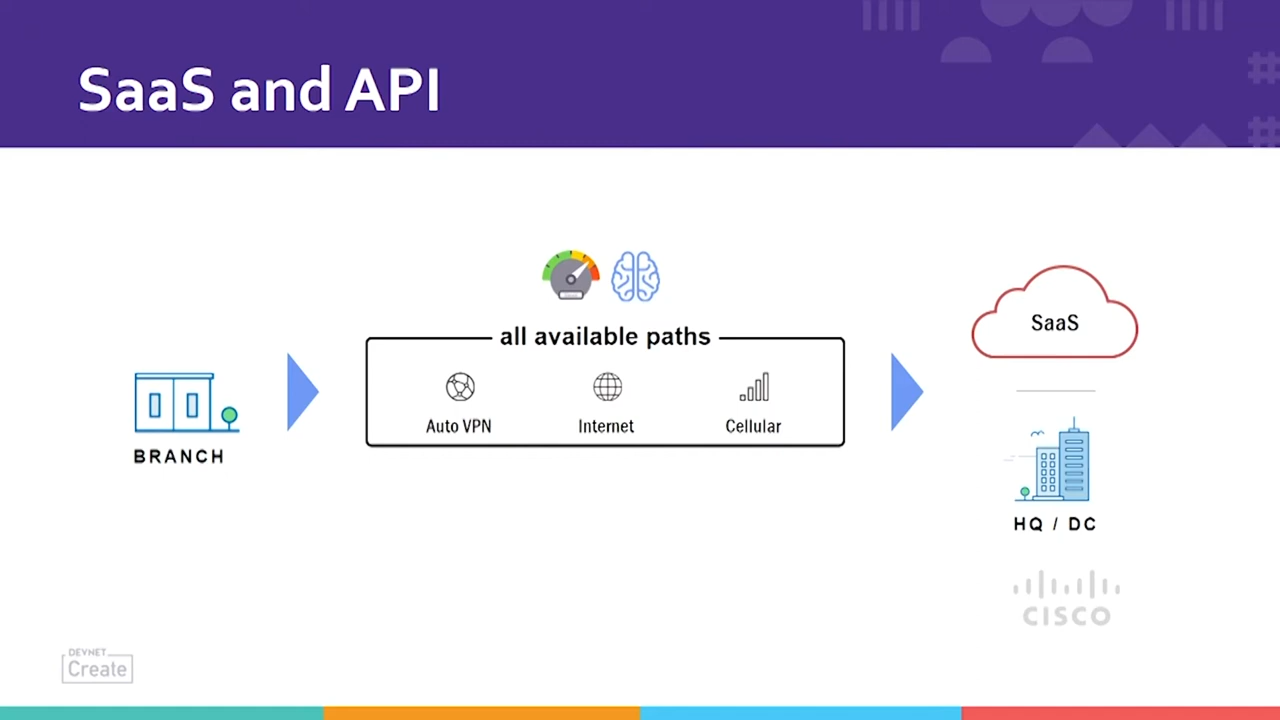 SaaS and API
all available paths
Auto VPN
Internet
Cellular
BRANCH
SaaS
HQ / DC
CISCO
DEVNET
Create